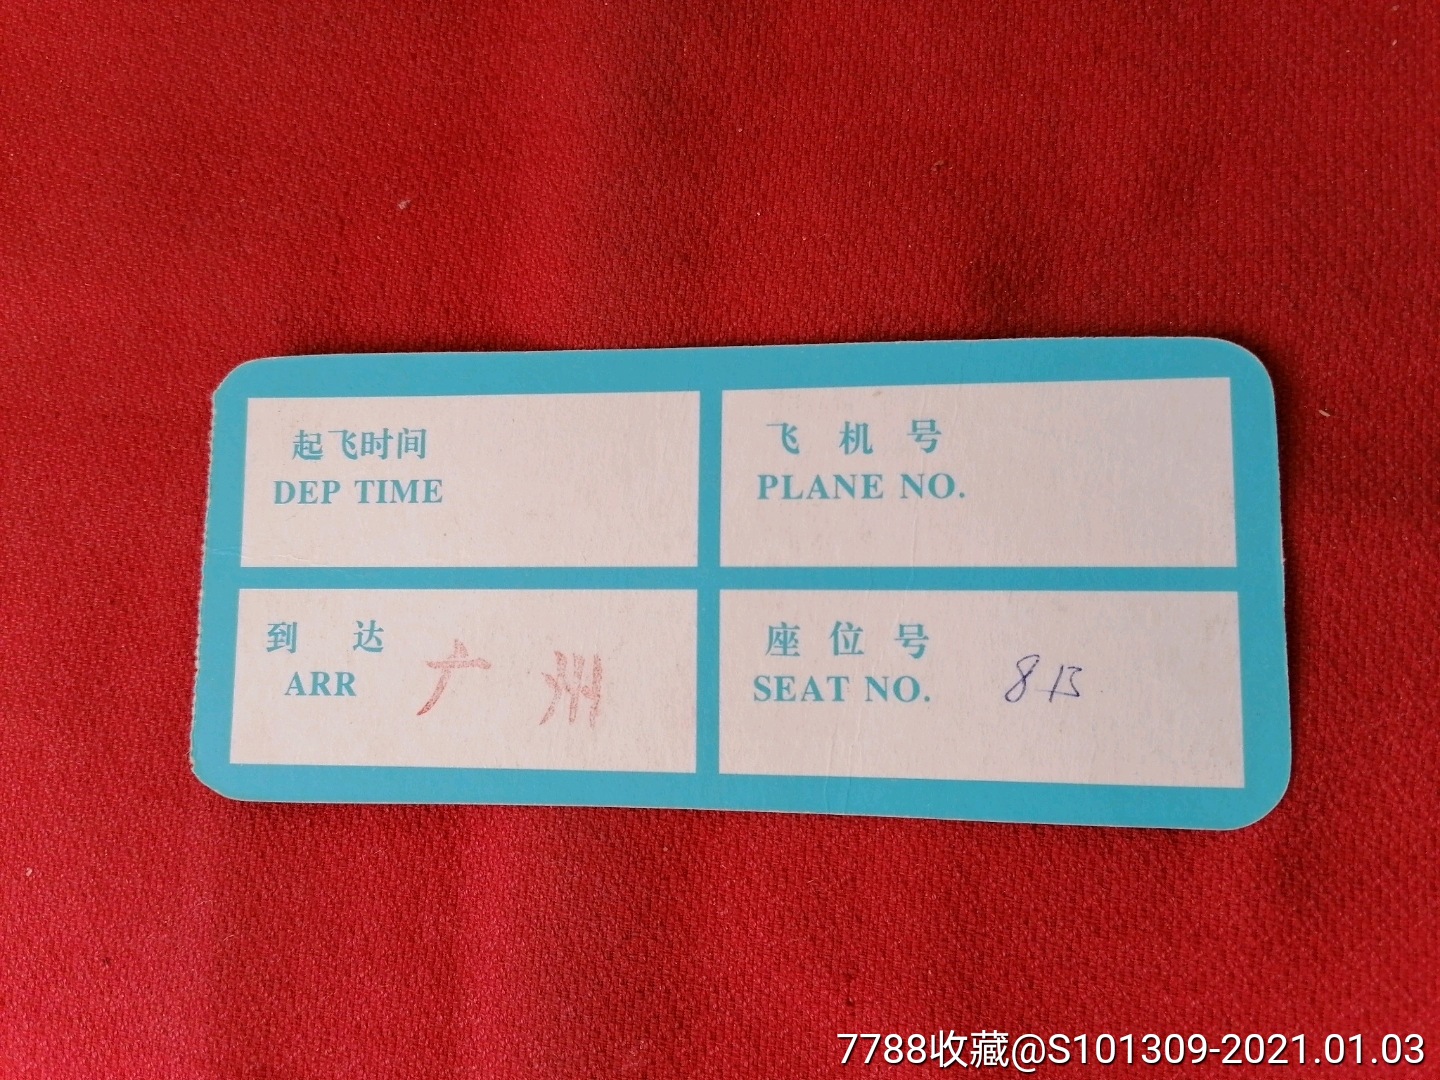 起飞时间
DEP TIME
飞机号
PLANE NO.
到达
ARR 广州
座位号
SEAT NO. 8B
7788收藏@S101309-2021.01.03